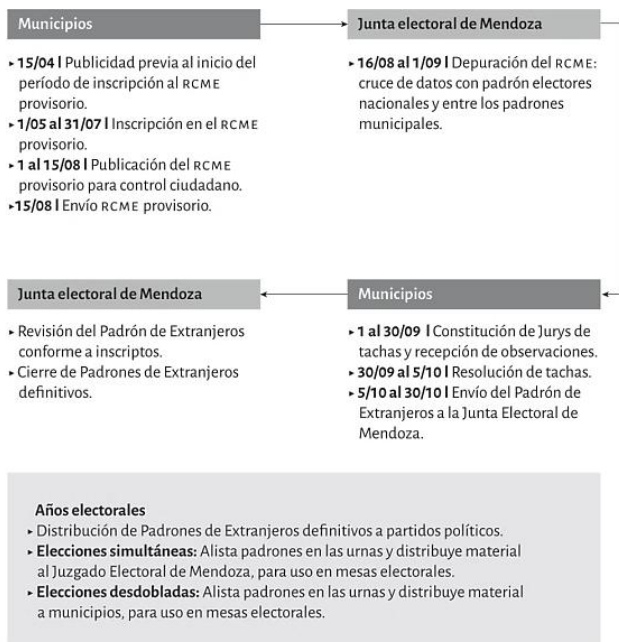 Municipios
▸ 15/04 | Publicidad previa al inicio del
período de inscripción al RCME
provisorio.
▸ 1/05 al 31/07 | Inscripción en el RCME
provisorio.
▸ 1 al 15/08 | Publicación del RCME
provisorio para control ciudadano.
▸15/08 | Envío RCME provisorio.
Junta electoral de Mendoza
▸ 16/08 al 1/09 | Depuración del RCME:
cruce de datos con padrón electores
nacionales y entre los padrones
municipales.
Municipios
▸ 1 al 30/09 | Constitución de Jurys de
tachas y recepción de observaciones.
▸ 30/09 al 5/10 | Resolución de tachas.
▸ 5/10 al 30/10 | Envío del Padrón de
Extranjeros a la Junta Electoral de
Mendoza.
Junta electoral de Mendoza
▸ Revisión del Padrón de Extranjeros
conforme a inscriptos.
▸ Cierre de Padrones de Extranjeros
definitivos.
Años electorales
▸ Distribución de Padrones de Extranjeros definitivos a partidos políticos.
▸ Elecciones simultáneas: Alista padrones en las urnas y distribuye material
al Juzgado Electoral de Mendoza, para uso en mesas electorales.
▸ Elecciones desdobladas: Alista padrones en las urnas y distribuye material
a municipios, para uso en mesas electorales.